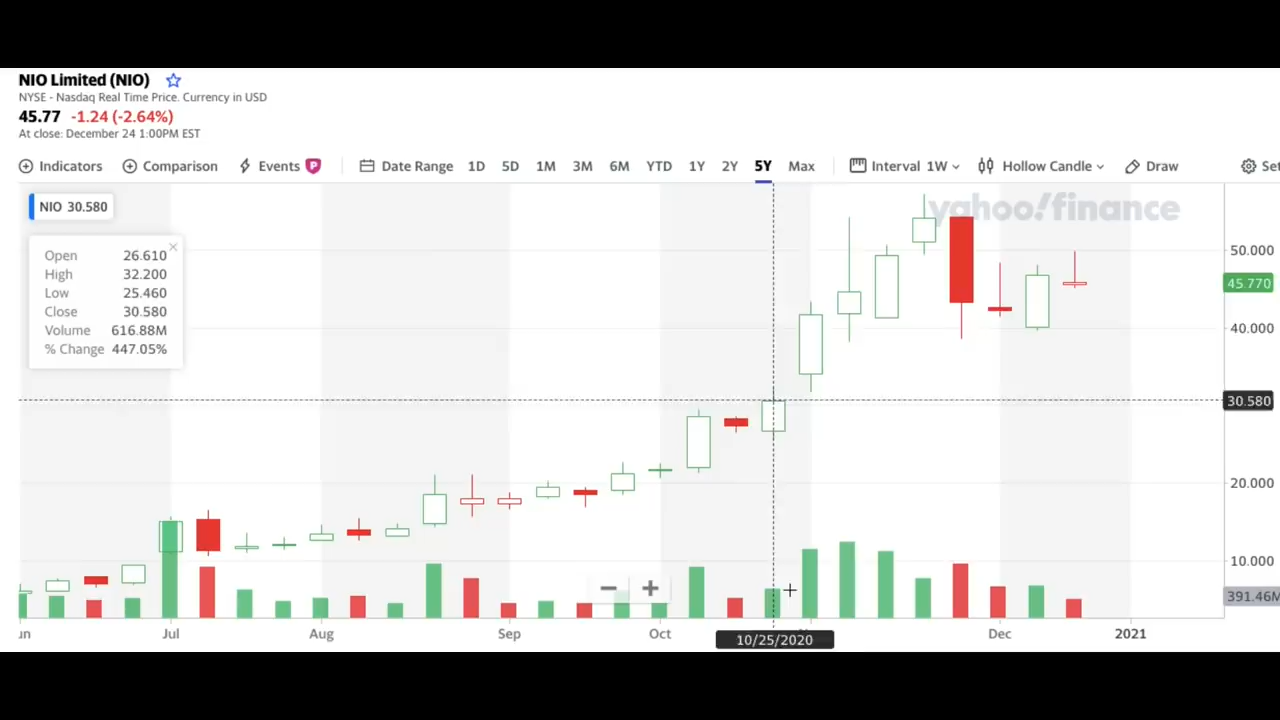 NIO Limited (NIO)
NYSE - Nasdaq Real Time Price. Currency in USD
45.77 -1.24 (-2.64%)
At close: December 24 1:00PM EST
Indicators Comparison Events P Date Range 1D 5D 1M 3M 6M YTD 1Y 2Y 5Y Max Interval 1W Hollow Candle Draw Set
NIO 30.580
yahoo!finance
Open 26.610
High 32.200
Low 25.460
Close 30.580
Volume 616.88M
% Change 447.05%
50.000
45.770
40.000
30.580
20.000
10.000
391.46M
un Jul Aug Sep Oct Dec 2021
10/25/2020